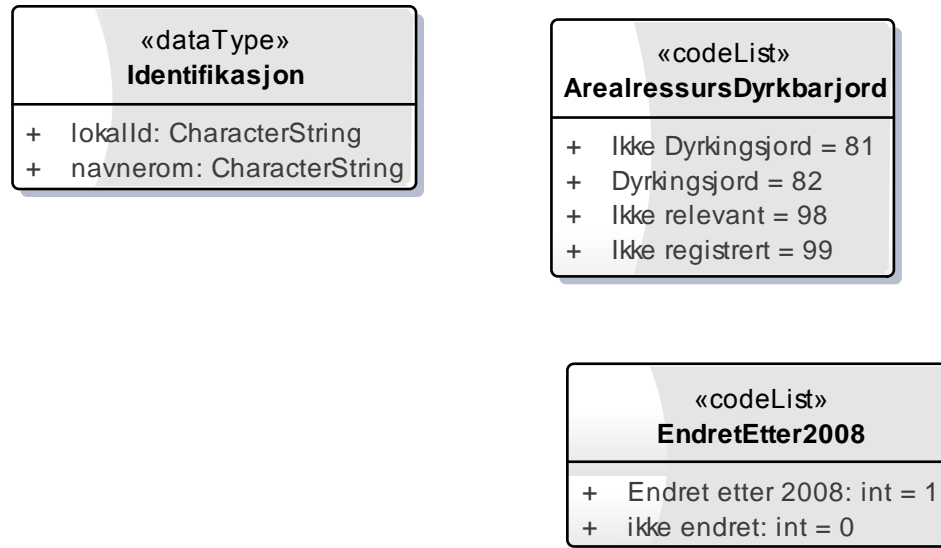 «dataType»
Identifikasjon
+ lokalId: CharacterString
+ navnerom: CharacterString
«codeList»
ArealressursDyrkbarjord
+ Ikke Dyrkingsjord = 81
+ Dyrkingsjord = 82
+ Ikke relevant = 98
+ Ikke registrert = 99
«codeList»
EndretEtter2008
+ Endret etter 2008: int = 1
+ ikke endret: int = 0